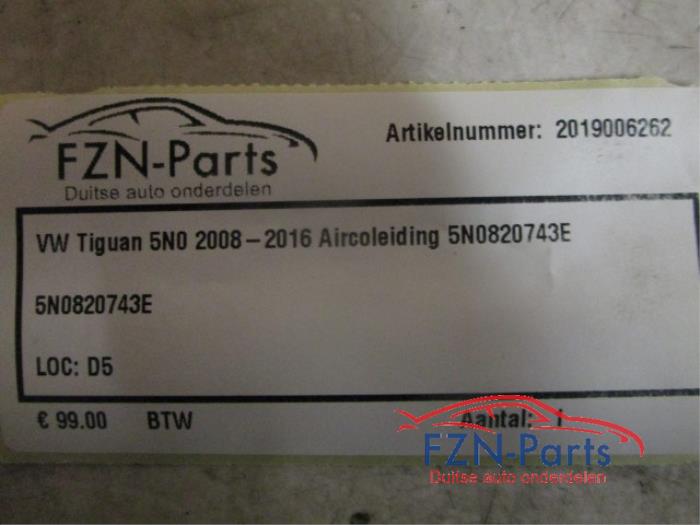 FZN-Parts
Duitse auto onderdelen
Artikelnummer: 2019006262
VW Tiguan 5N0 2008 – 2016 Aircoleiding 5N0820743E
5N0820743E
LOC: D5
€ 99.00 BTW Aantal: 1
FZN-Parts
Duitse auto onderdelen